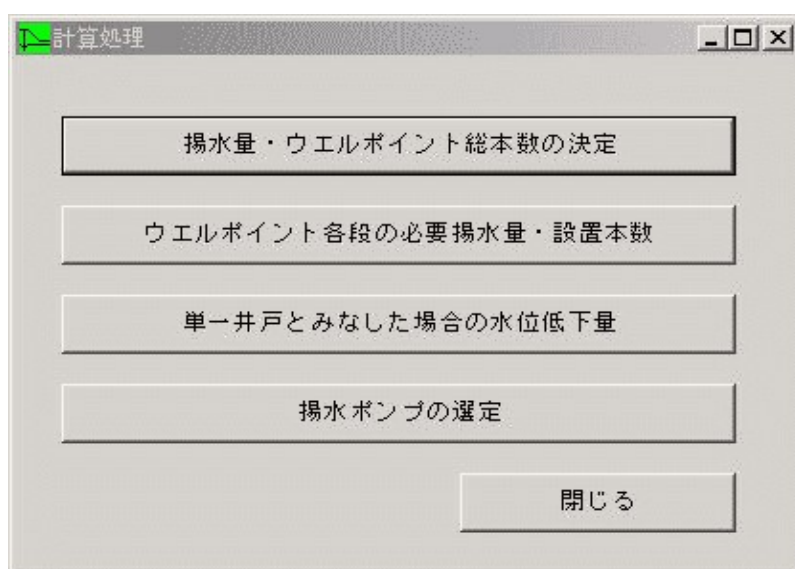 計算処理
揚水量・ウエルポイント総本数の決定
ウエルポイント各段の必要揚水量・設置本数
単一井戸とみなした場合の水位低下量
揚水ポンプの選定
閉じる